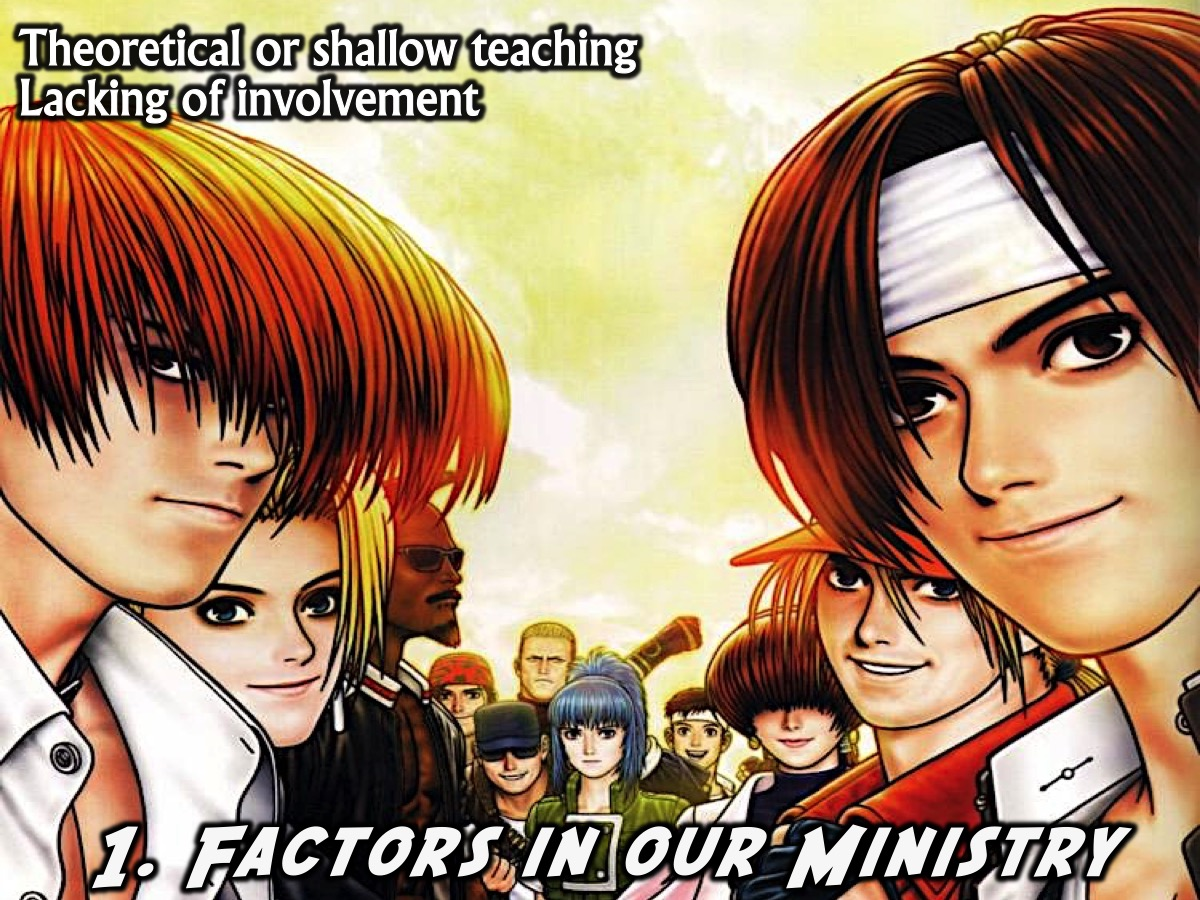 Theoretical or shallow teaching
Lacking of involvement
1. Factors in our Ministry